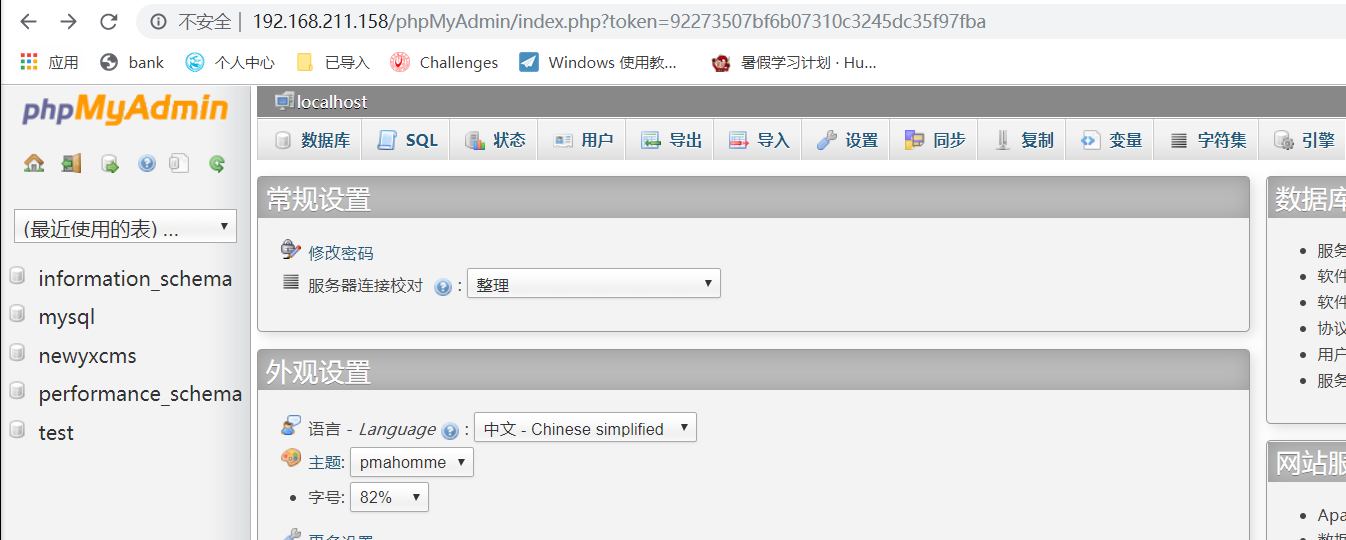 不安全 | 192.168.211.158/phpMyAdmin/index.php?token=92273507bf6b07310c3245dc35f97fba
应用 bank 个人中心 已导入 Challenges Windows 使用教... 暑假学习计划 · Hu...
phpMyAdmin
(最近使用的表) ...
information_schema
mysql
newyxcms
performance_schema
test
localhost
数据库 SQL 状态 用户 导出 导入 设置 同步 复制 变量 字符集 引擎
常规设置
修改密码
服务器连接校对 : 整理
外观设置
语言 - Language : 中文 - Chinese simplified
主题: pmahomme
字号: 82%
更多设置
数据库
服务
软件
软件
协议
用户
服务
网站服
Apa
数据